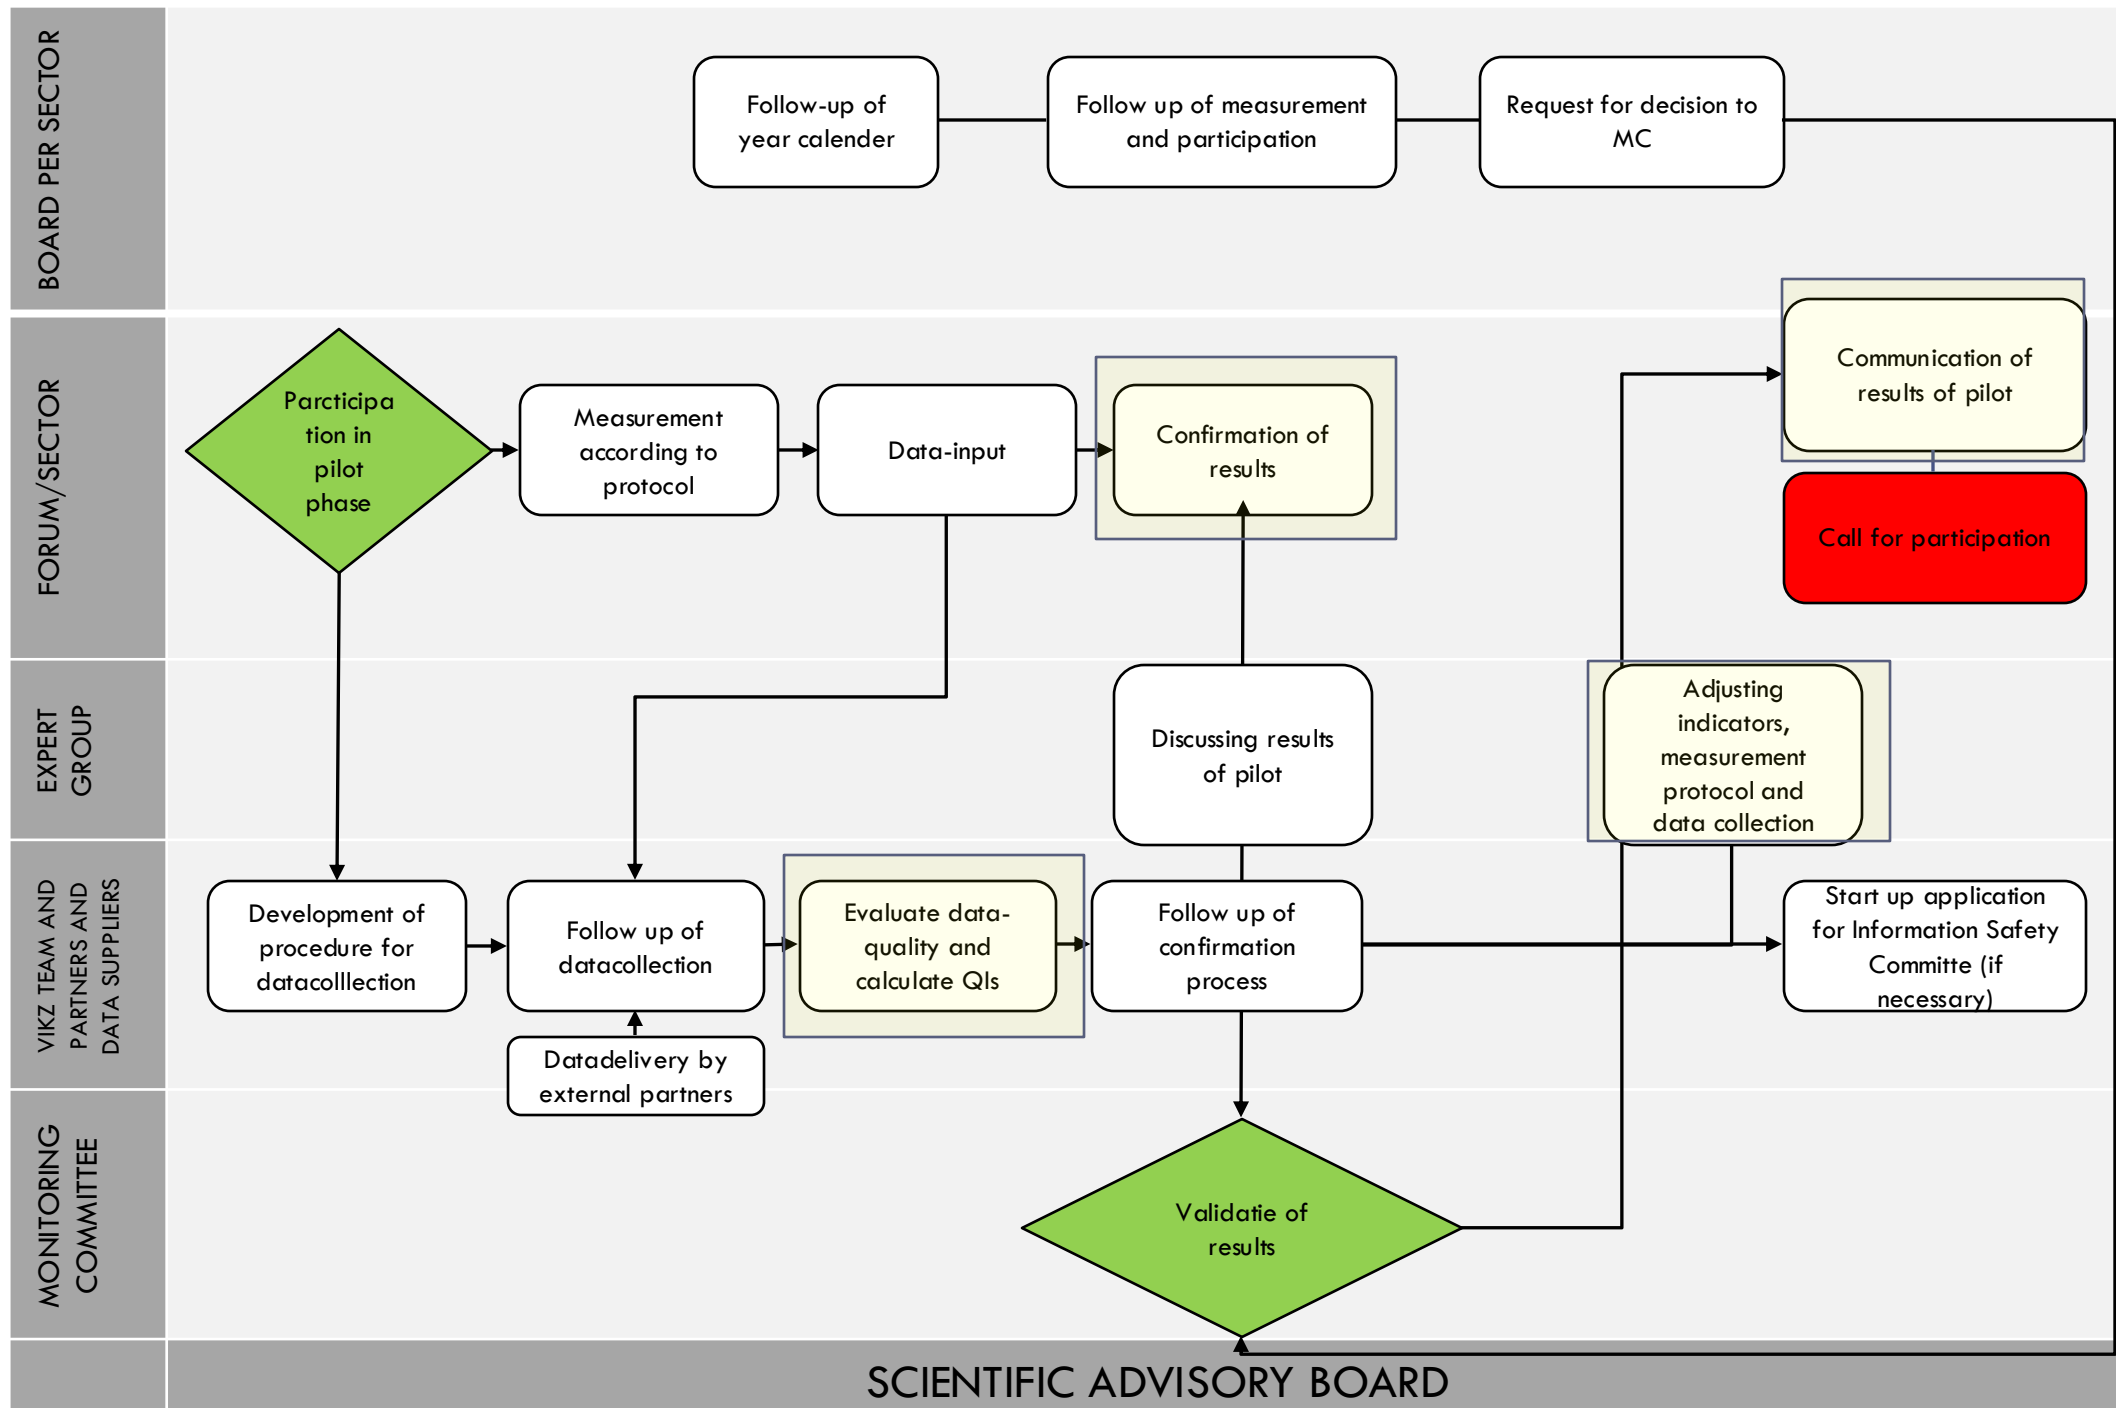 BOARD PER SECTOR
Follow-up of
year calender
Follow up of measurement
and participation
Request for decision to
MC
FORUM/SECTOR
Parcticipa
tion in
pilot
phase
Measurement
according to
protocol
Data-input
Confirmation of
results
Communication of
results of pilot
Call for participation
EXPERT
GROUP
Discussing results
of pilot
Adjusting
indicators,
measurement
protocol and
data collection
VIKZ TEAM AND
PARTNERS AND
DATA SUPPLIERS
Development of
procedure for
datacolllection
Follow up of
datacollection
Evaluate data-
quality and
calculate QIs
Follow up of
confirmation
process
Start up application
for Information Safety
Committe (if
necessary)
Datadelivery by
external partners
MONITORING
COMMITTEE
Validatie of
results
SCIENTIFIC ADVISORY BOARD